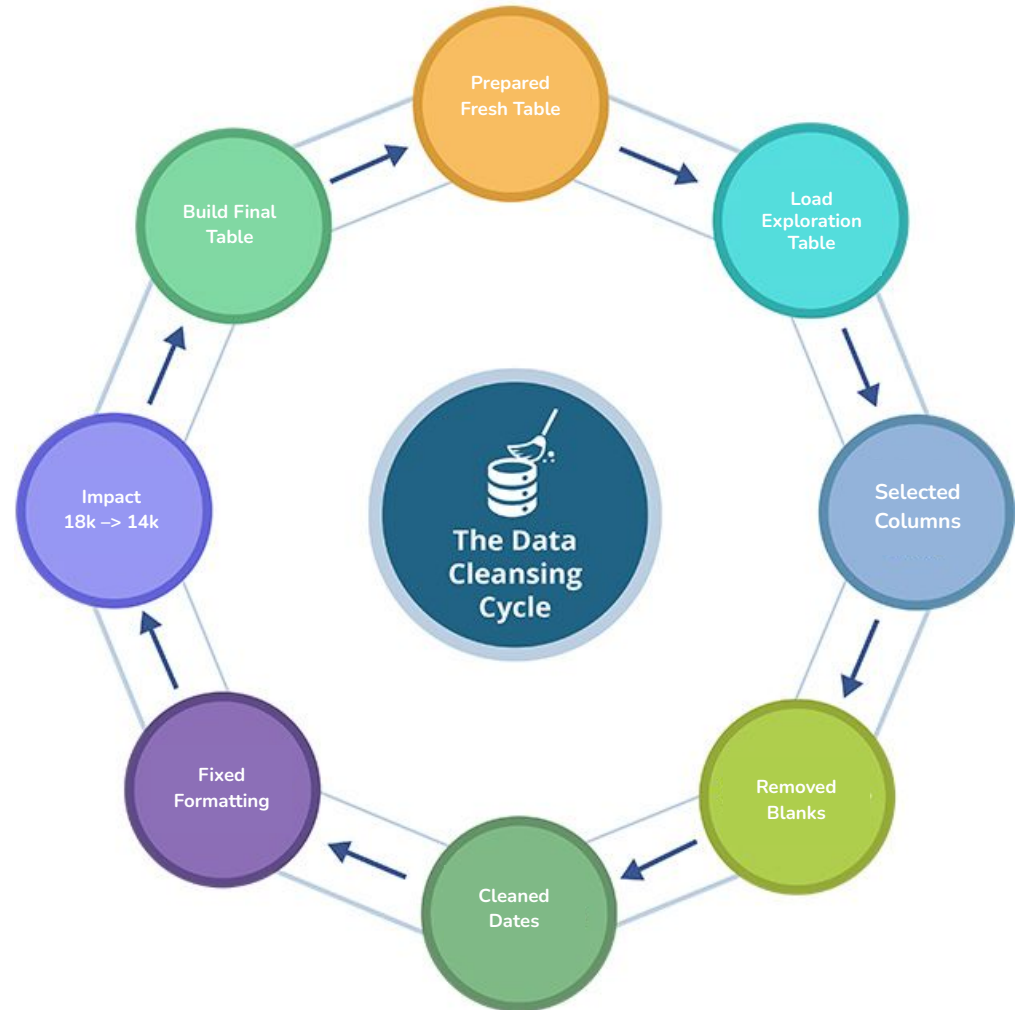 Prepared
Fresh Table
Load
Exploration
Table
Selected
Columns
Removed
Blanks
Cleaned
Dates
Fixed
Formatting
Impact
18k –> 14k
Build Final
Table
The Data
Cleansing
Cycle